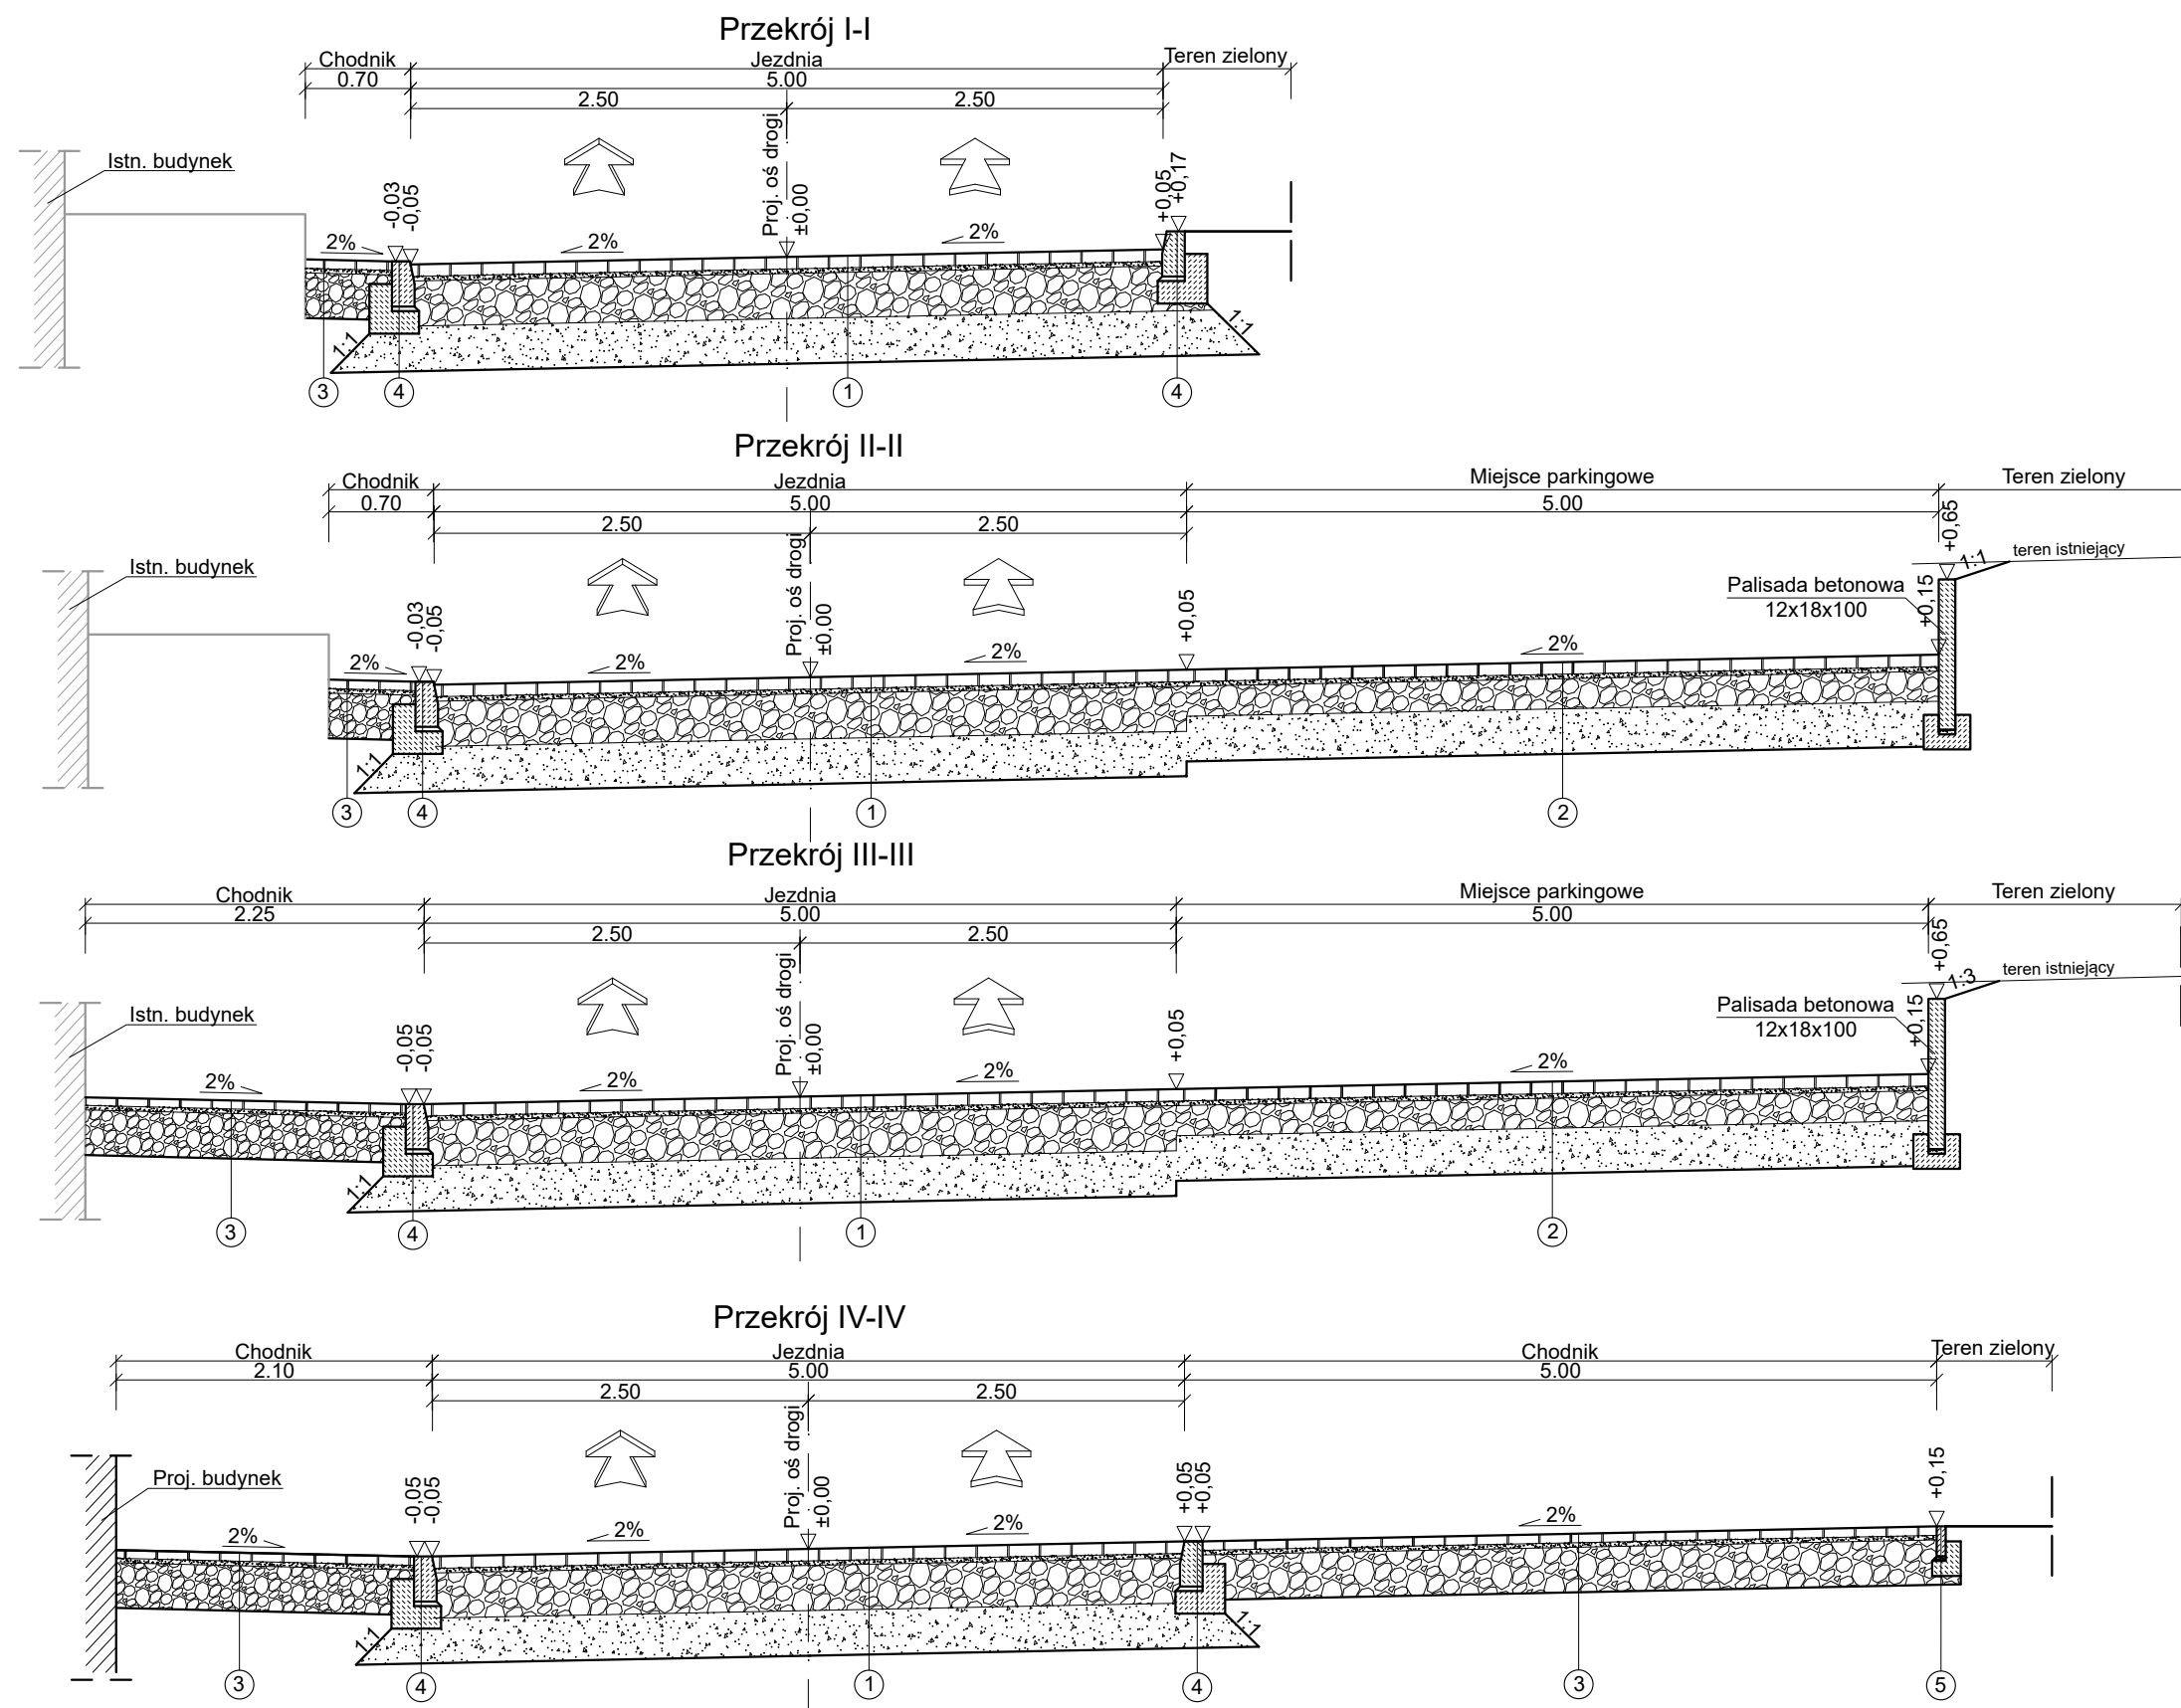 Przekrój I-I
Chodnik Jezdnia Teren zielony
0.70 5.00
2.50 2.50
Proj. oś drogi
±0,00
Istn. budynek
-0,03
-0,05
+0,05
+0,17
2% 2% 2%
1:1 1:1
3 4 1 4
Przekrój II-II
Chodnik Jezdnia Miejsce parkingowe Teren zielony
0.70 5.00 5.00
2.50 2.50
Proj. oś drogi
±0,00
+0,65
1:1 teren istniejący
Istn. budynek
Palisada betonowa
12x18x100
+0,15
-0,03
-0,05
+0,05
2% 2% 2% 2%
1:1
3 4 1 2
Przekrój III-III
Chodnik Jezdnia Miejsce parkingowe Teren zielony
2.25 5.00 5.00
2.50 2.50
Proj. oś drogi
±0,00
+0,65
1:3 teren istniejący
Istn. budynek
Palisada betonowa
12x18x100
+0,15
-0,05
-0,05
+0,05
2% 2% 2% 2%
1:1
3 4 1 2
Przekrój IV-IV
Chodnik Jezdnia Chodnik Teren zielony
2.10 5.00 5.00
2.50 2.50
Proj. oś drogi
±0,00
Proj. budynek
-0,05
-0,05
+0,05
+0,05
+0,15
2% 2% 2% 2%
1:1 1:1
3 4 1 4 3 5